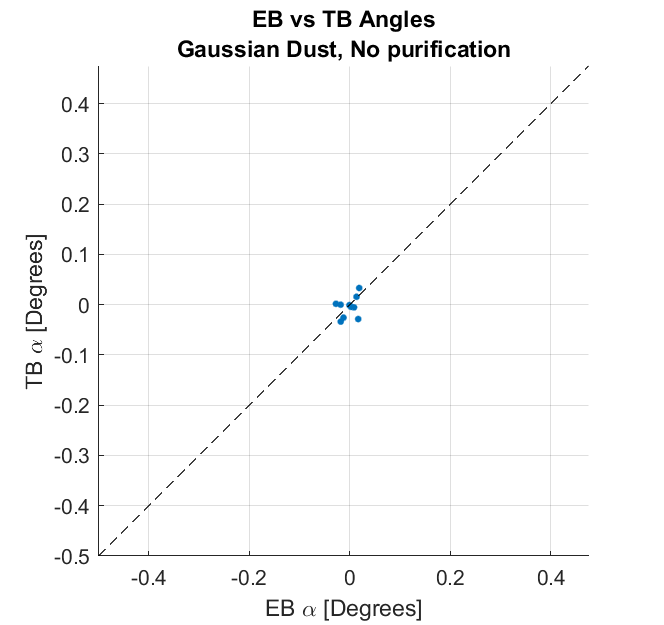 EB vs TB Angles
Gaussian Dust, No purification
0.4
0.3
0.2
0.1
0
-0.1
-0.2
-0.3
-0.4
-0.5
TB α [Degrees]
-0.4 -0.2 0 0.2 0.4
EB α [Degrees]